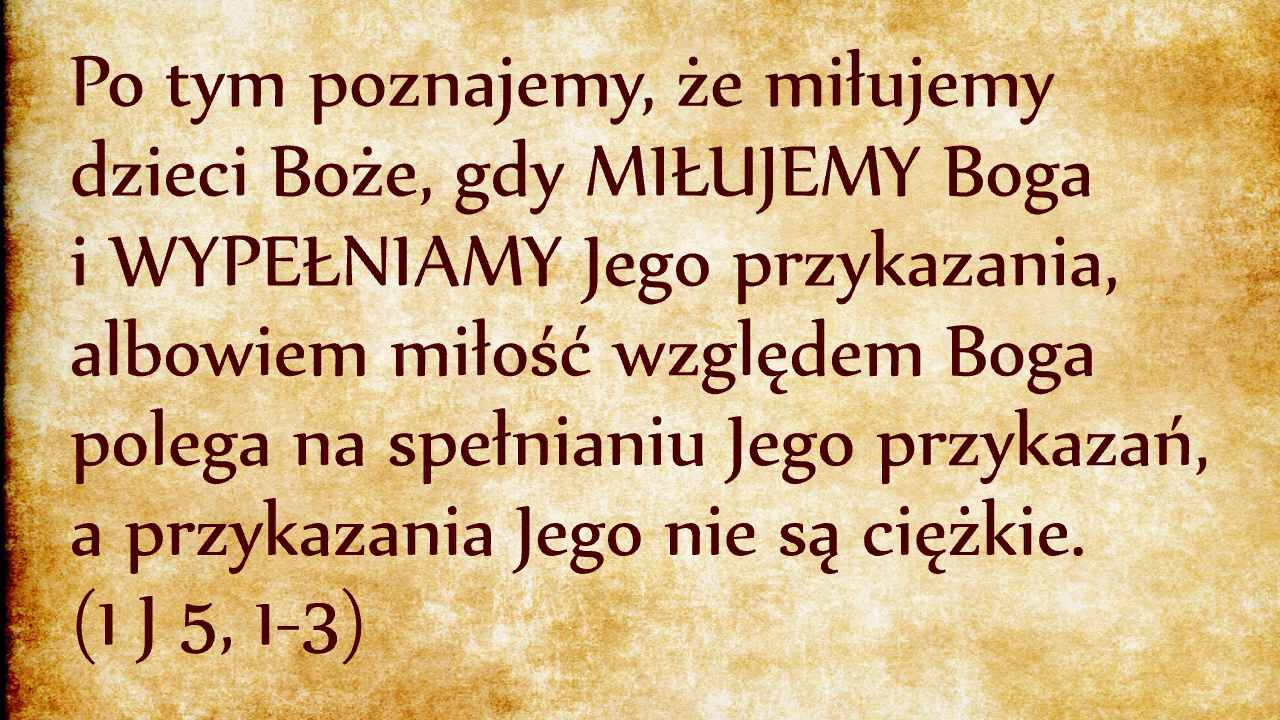 Po tym poznajemy, że miłujemy
dzieci Boże, gdy MIŁUJEMY Boga
i WYPEŁNIAMY Jego przykazania,
albowiem miłość względem Boga
polega na spełnianiu Jego przykazań,
a przykazania Jego nie są ciężkie.
(1 J 5, 1-3)